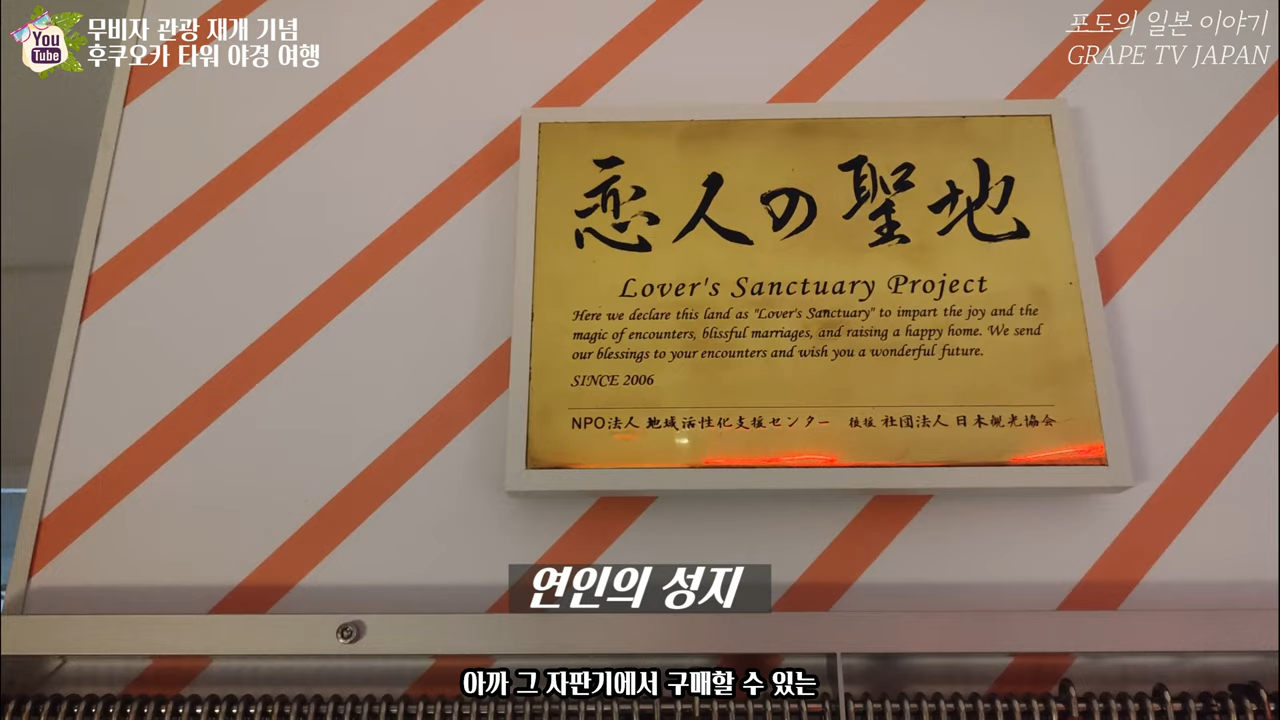 You
Tube
무비자 관광 재개 기념
후쿠오카 타워 야경 여행
포도의 일본 이야기
GRAPE TV JAPAN
恋人の聖地
Lover's Sanctuary Project
Here we declare this land as "Lover's Sanctuary" to impart the joy and the
magic of encounters, blissful marriages, and raising a happy home. We send
our blessings to your encounters and wish you a wonderful future.
SINCE 2006
NPO法人 地域活性化支援センター 後援 社団法人 日本観光協会
연인의 성지
아까 그 자판기에서 구매할 수 있는